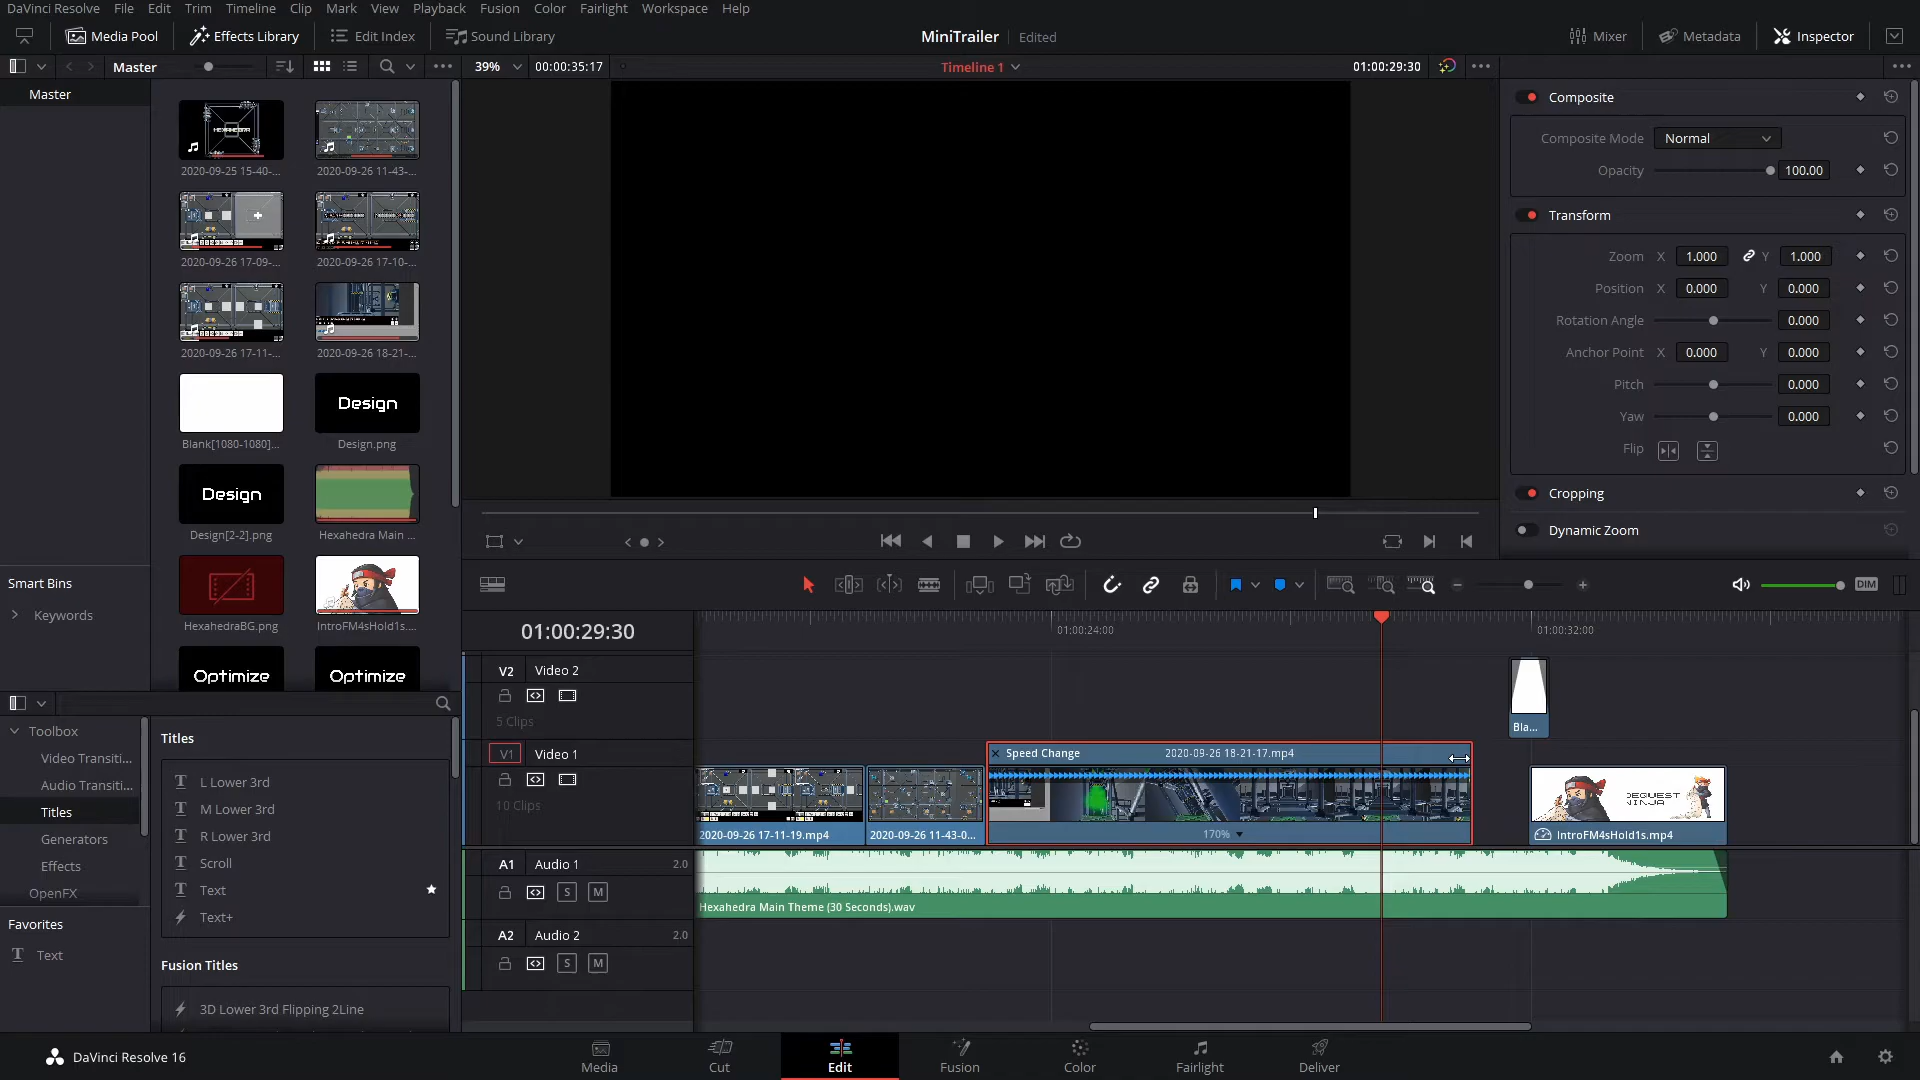 DaVinci Resolve File Edit Trim Timeline Clip Mark View Playback Fusion Color Fairlight Workspace Help
Media Pool Effects Library Edit Index Sound Library MiniTrailer Edited Mixer Metadata Inspector
Master 39% 00:00:35:17 Timeline 1 01:00:29:30
Master
2020-09-25 15-40-... 2020-09-26 11-43-...
2020-09-26 17-09-... 2020-09-26 17-10-...
2020-09-26 17-11-... 2020-09-26 18-21-...
Design
Blank[1080-1080]... Design.png
Design
Design[2-2].png Hexahedra Main ...
HexahedraBG.png IntroFM4sHold1s....
Optimize Optimize
Smart Bins
Keywords
Composite
Composite Mode Normal
Opacity 100.00
Transform
Zoom X 1.000 Y 1.000
Position X 0.000 Y 0.000
Rotation Angle 0.000
Anchor Point X 0.000 Y 0.000
Pitch 0.000
Yaw 0.000
Flip
Cropping
Dynamic Zoom
DIM
Toolbox
Video Transiti...
Audio Transiti...
Titles
Generators
Effects
OpenFX
Favorites
Text
Titles
L Lower 3rd
M Lower 3rd
R Lower 3rd
Scroll
Text
Text+
Fusion Titles
3D Lower 3rd Flipping 2Line
01:00:29:30 01:00:24:00 01:00:32:00
V2 Video 2
5 Clips
Bla...
V1 Video 1
10 Clips
Speed Change 2020-09-26 18-21-17.mp4
2020-09-26 17-11-19.mp4 2020-09-26 11-43-0... 170% IntroFM4sHold1s.mp4
A1 Audio 1 2.0
S M
Hexahedra Main Theme (30 Seconds).wav
A2 Audio 2 2.0
S M
DaVinci Resolve 16 Media Cut Edit Fusion Color Fairlight Deliver